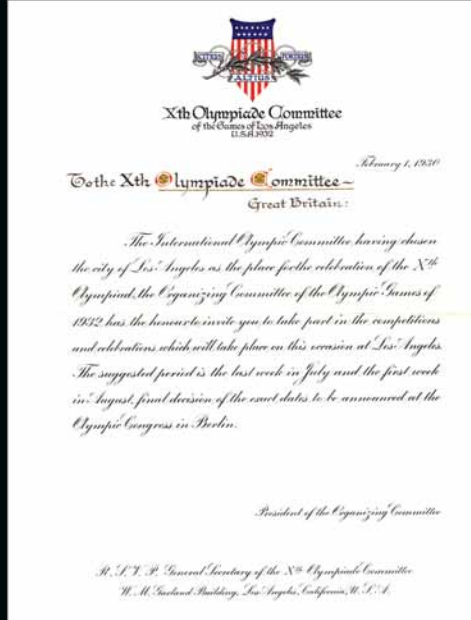 CITIUS FORTIUS
ALTIUS
Xth Olympiade Committee
of the Games of Los Angeles
U.S.A. 1932
February 1, 1930
To the Xth Olympiade Committee ~
Great Britain:
The International Olympic Committee having chosen
the city of Los Angeles as the place for the celebration of the Xth
Olympiad, the Organizing Committee of the Olympic Games of
1932 has the honour to invite you to take part in the competitions
and celebrations which will take place on this occasion at Los Angeles.
The suggested period is the last week in July and the first week
in August, final decision of the exact dates to be announced at the
Olympic Congress in Berlin.
President of the Organizing Committee
R. S. V. P. General Secretary of the Xth Olympiade Committee
W. M. Garland Building, Los Angeles, California, U. S. A.